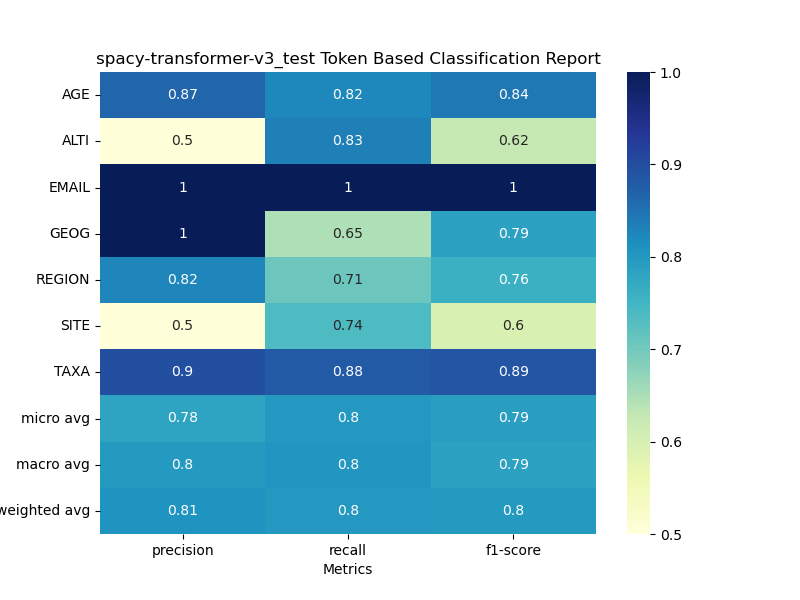 spacy-transformer-v3_test Token Based Classification Report
AGE 0.87 0.82 0.84
ALTI 0.5 0.83 0.62
EMAIL 1 1 1
GEOG 1 0.65 0.79
REGION 0.82 0.71 0.76
SITE 0.5 0.74 0.6
TAXA 0.9 0.88 0.89
micro avg 0.78 0.8 0.79
macro avg 0.8 0.8 0.79
weighted avg 0.81 0.8 0.8
precision recall f1-score
Metrics
1.0
0.9
0.8
0.7
0.6
0.5